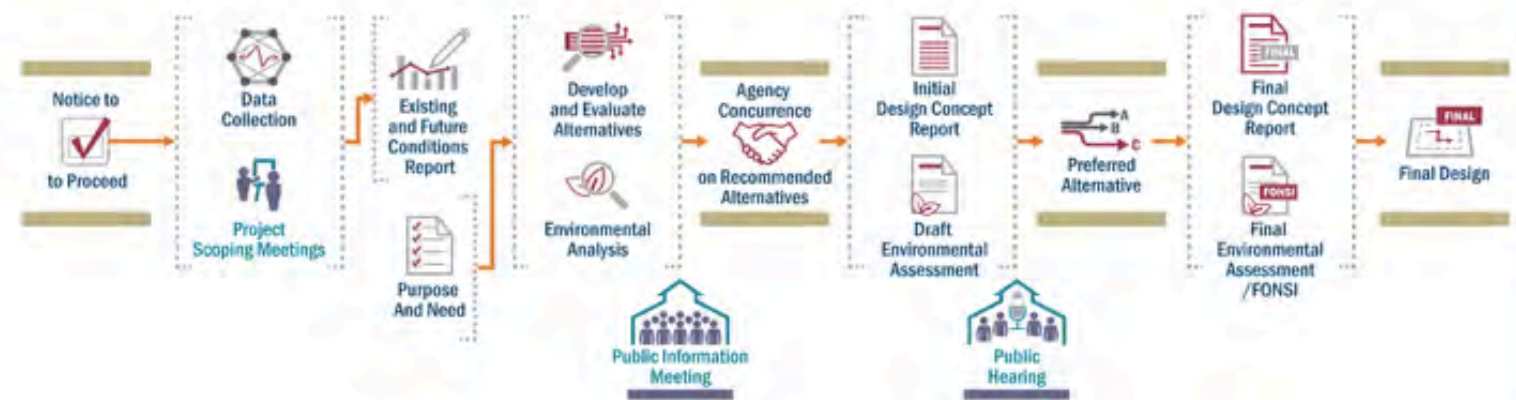 Notice to
to Proceed
Data
Collection
Project
Scoping Meetings
Existing
and Future
Conditions
Report
Purpose
And Need
Develop
and Evaluate
Alternatives
Environmental
Analysis
Public Information
Meeting
Agency
Concurrence
on Recommended
Alternatives
Initial
Design Concept
Report
Draft
Environmental
Assessment
Public
Hearing
A
B
C
Preferred
Alternative
FINAL
Final
Design Concept
Report
FONSI
Final
Environmental
Assessment
/FONSI
FINAL
Final Design